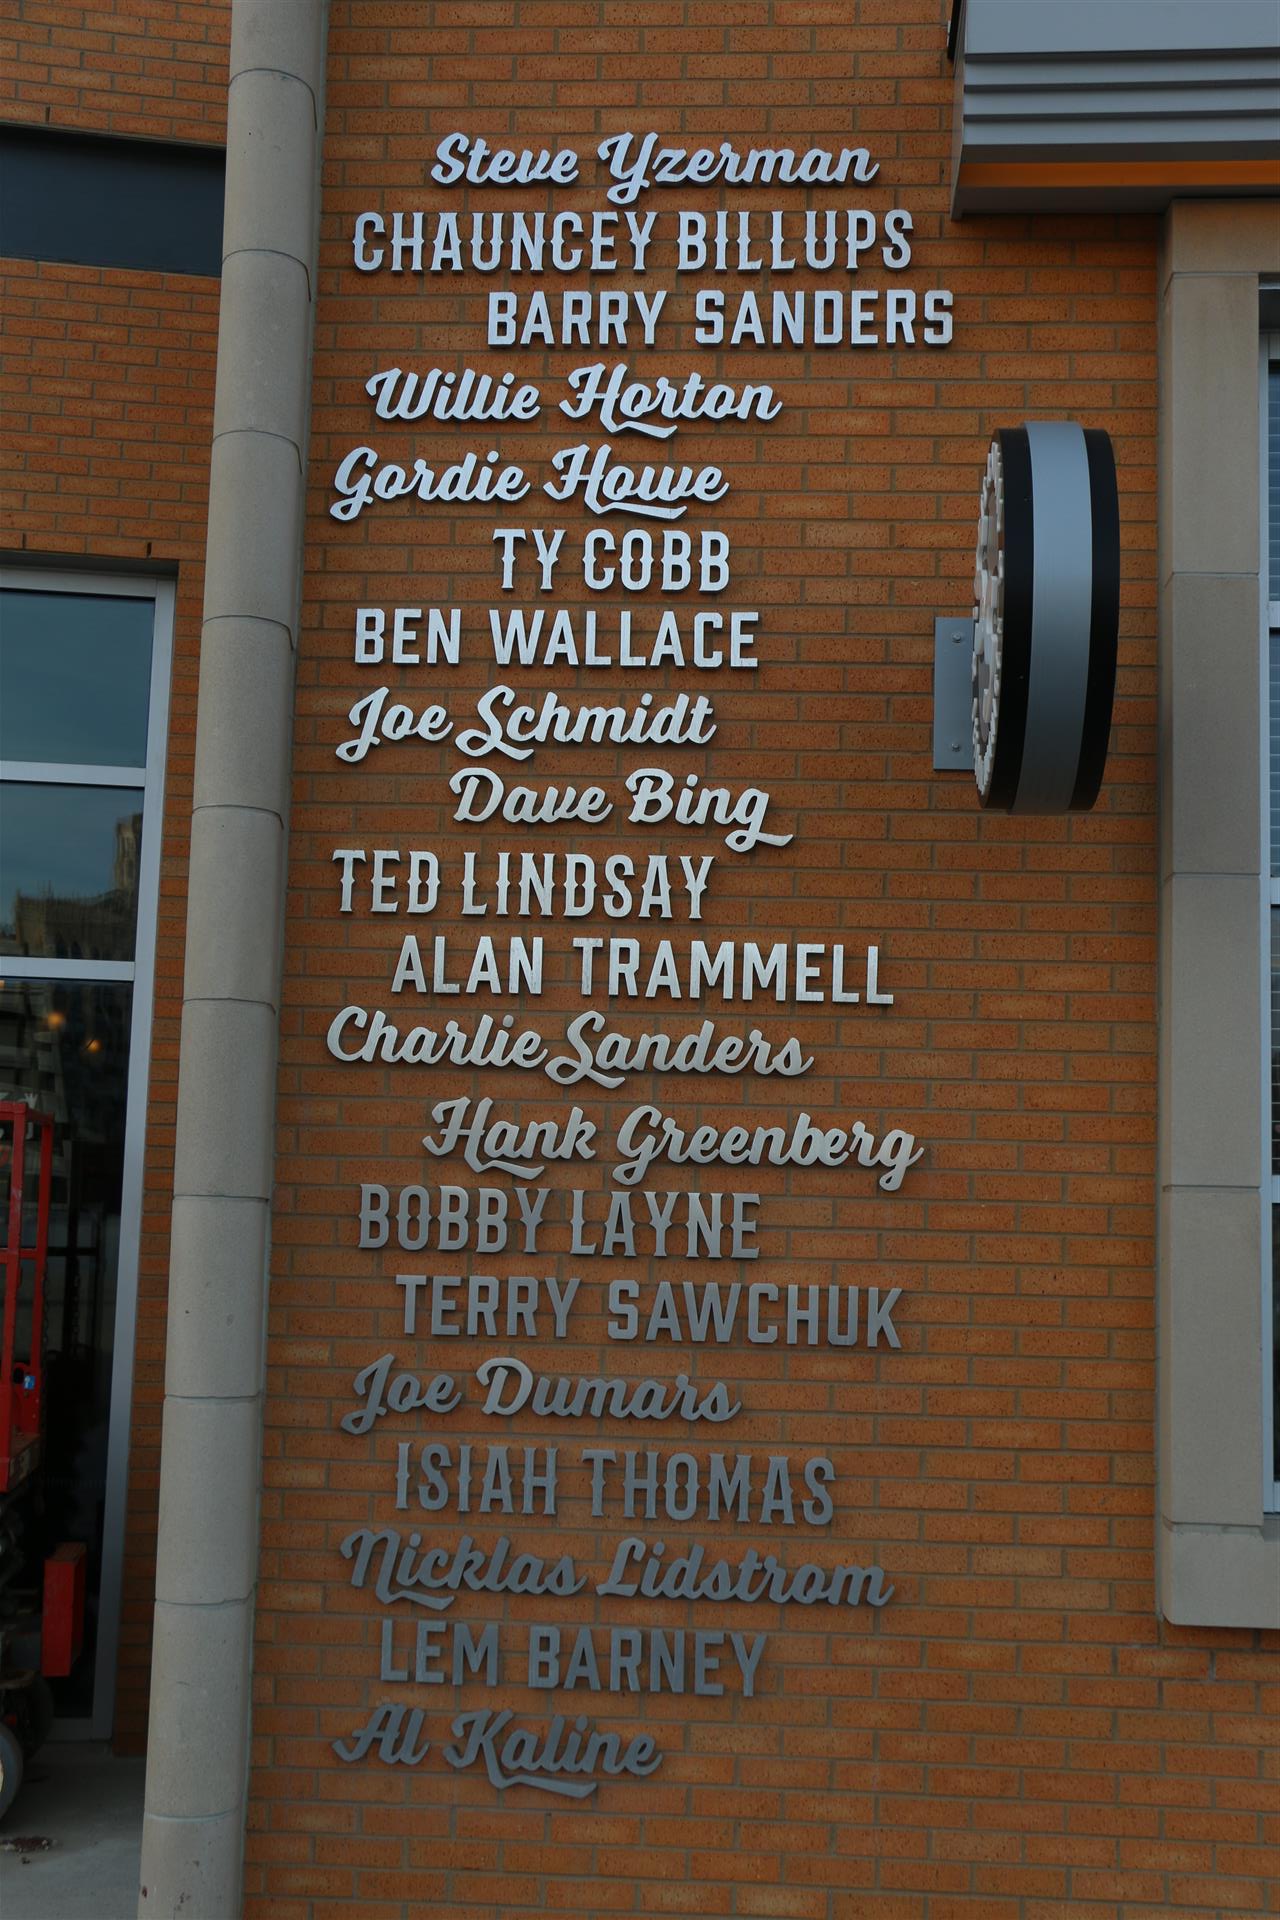 Steve Yzerman
CHAUNCEY BILLUPS
BARRY SANDERS
Willie Horton
Gordie Howe
TY COBB
BEN WALLACE
Joe Schmidt
Dave Bing
TED LINDSAY
ALAN TRAMMELL
Charlie Sanders
Hank Greenberg
BOBBY LAYNE
TERRY SAWCHUK
Joe Dumars
ISIAH THOMAS
Nicklas Lidstrom
LEM BARNEY
Al Kaline